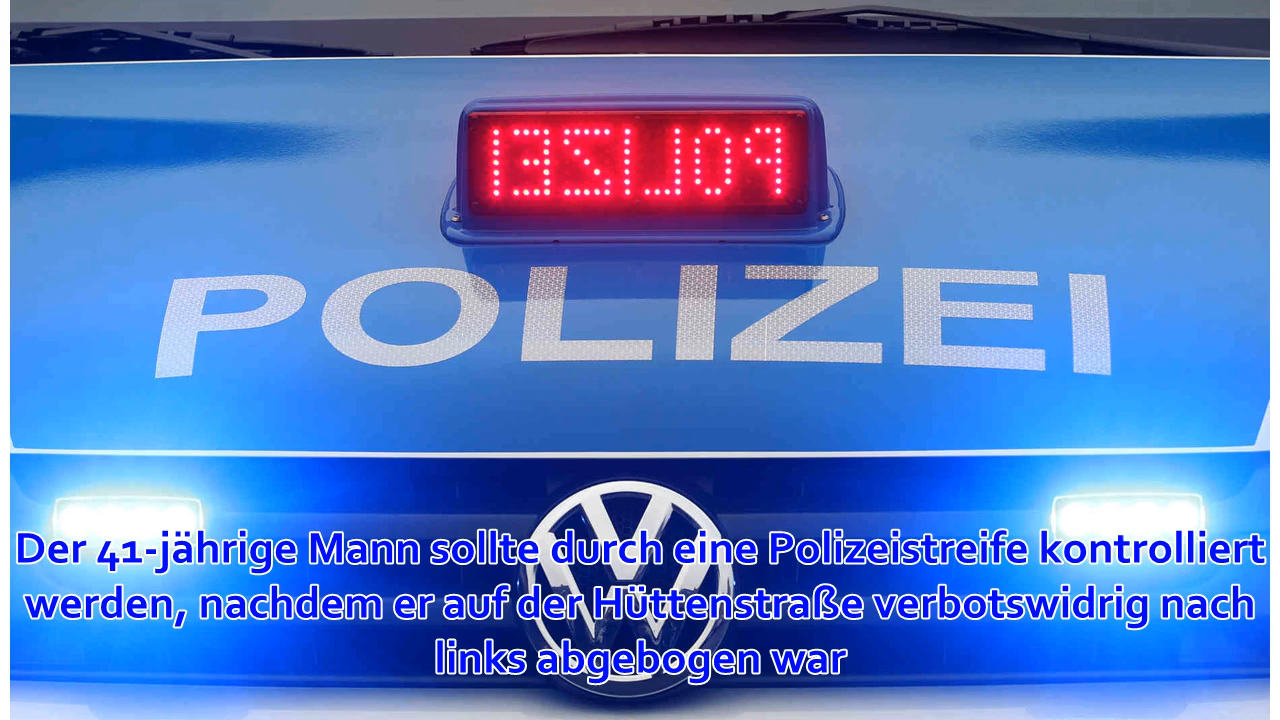 POLIZEI
POLIZEI
Der 41-jährige Mann sollte durch eine Polizeistreife kontrolliert
werden, nachdem er auf der Hüttenstraße verbotswidrig nach
links abgebogen war